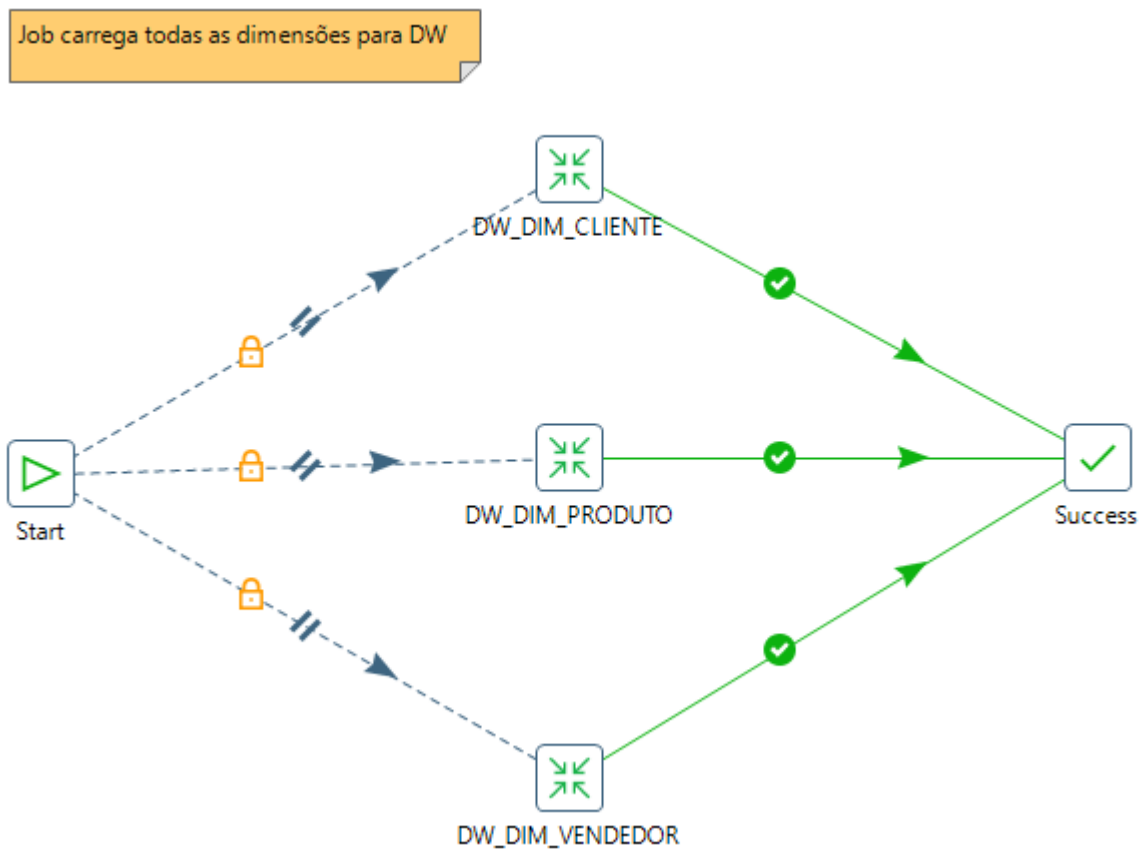 Job carrega todas as dimensões para DW
DW_DIM_CLIENTE
DW_DIM_PRODUTO
Start
Success
DW_DIM_VENDEDOR